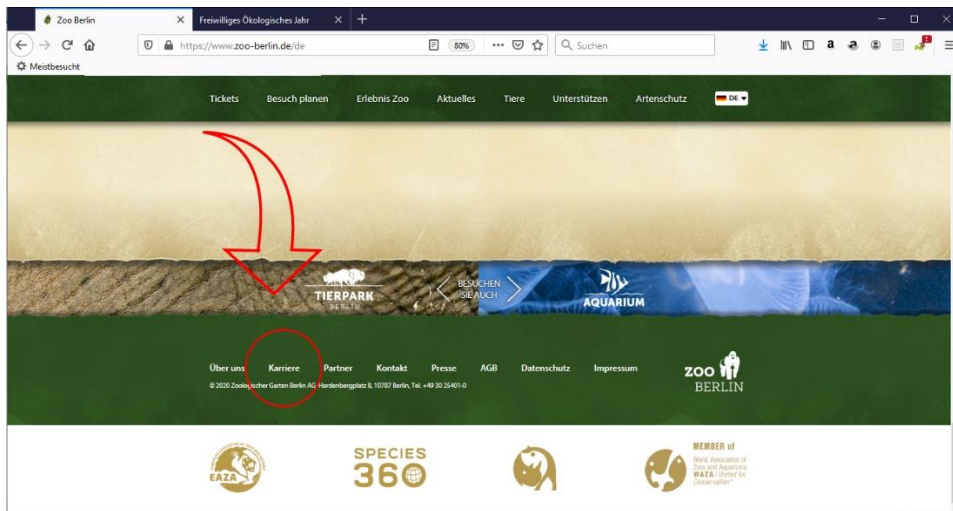 Zoo Berlin
Freiwilliges Ökologisches Jahr
https://www.zoo-berlin.de/de
80%
Suchen
Meistbesucht
Tickets Besuch planen Erlebnis Zoo Aktuelles Tiere Unterstützen Artenschutz DE
TIERPARK
BERLIN
BESUCHEN
SIE AUCH
AQUARIUM
Über uns Karriere Partner Kontakt Presse AGB Datenschutz Impressum
© 2020 Zoologischer Garten Berlin AG Hardenbergplatz 8, 10787 Berlin, Tel. +49 30 25401-0
ZOO
BERLIN
EAZA
SPECIES
360
MEMBER of
World Association of
Zoos and Aquariums
WAZA | United for
Conservation®